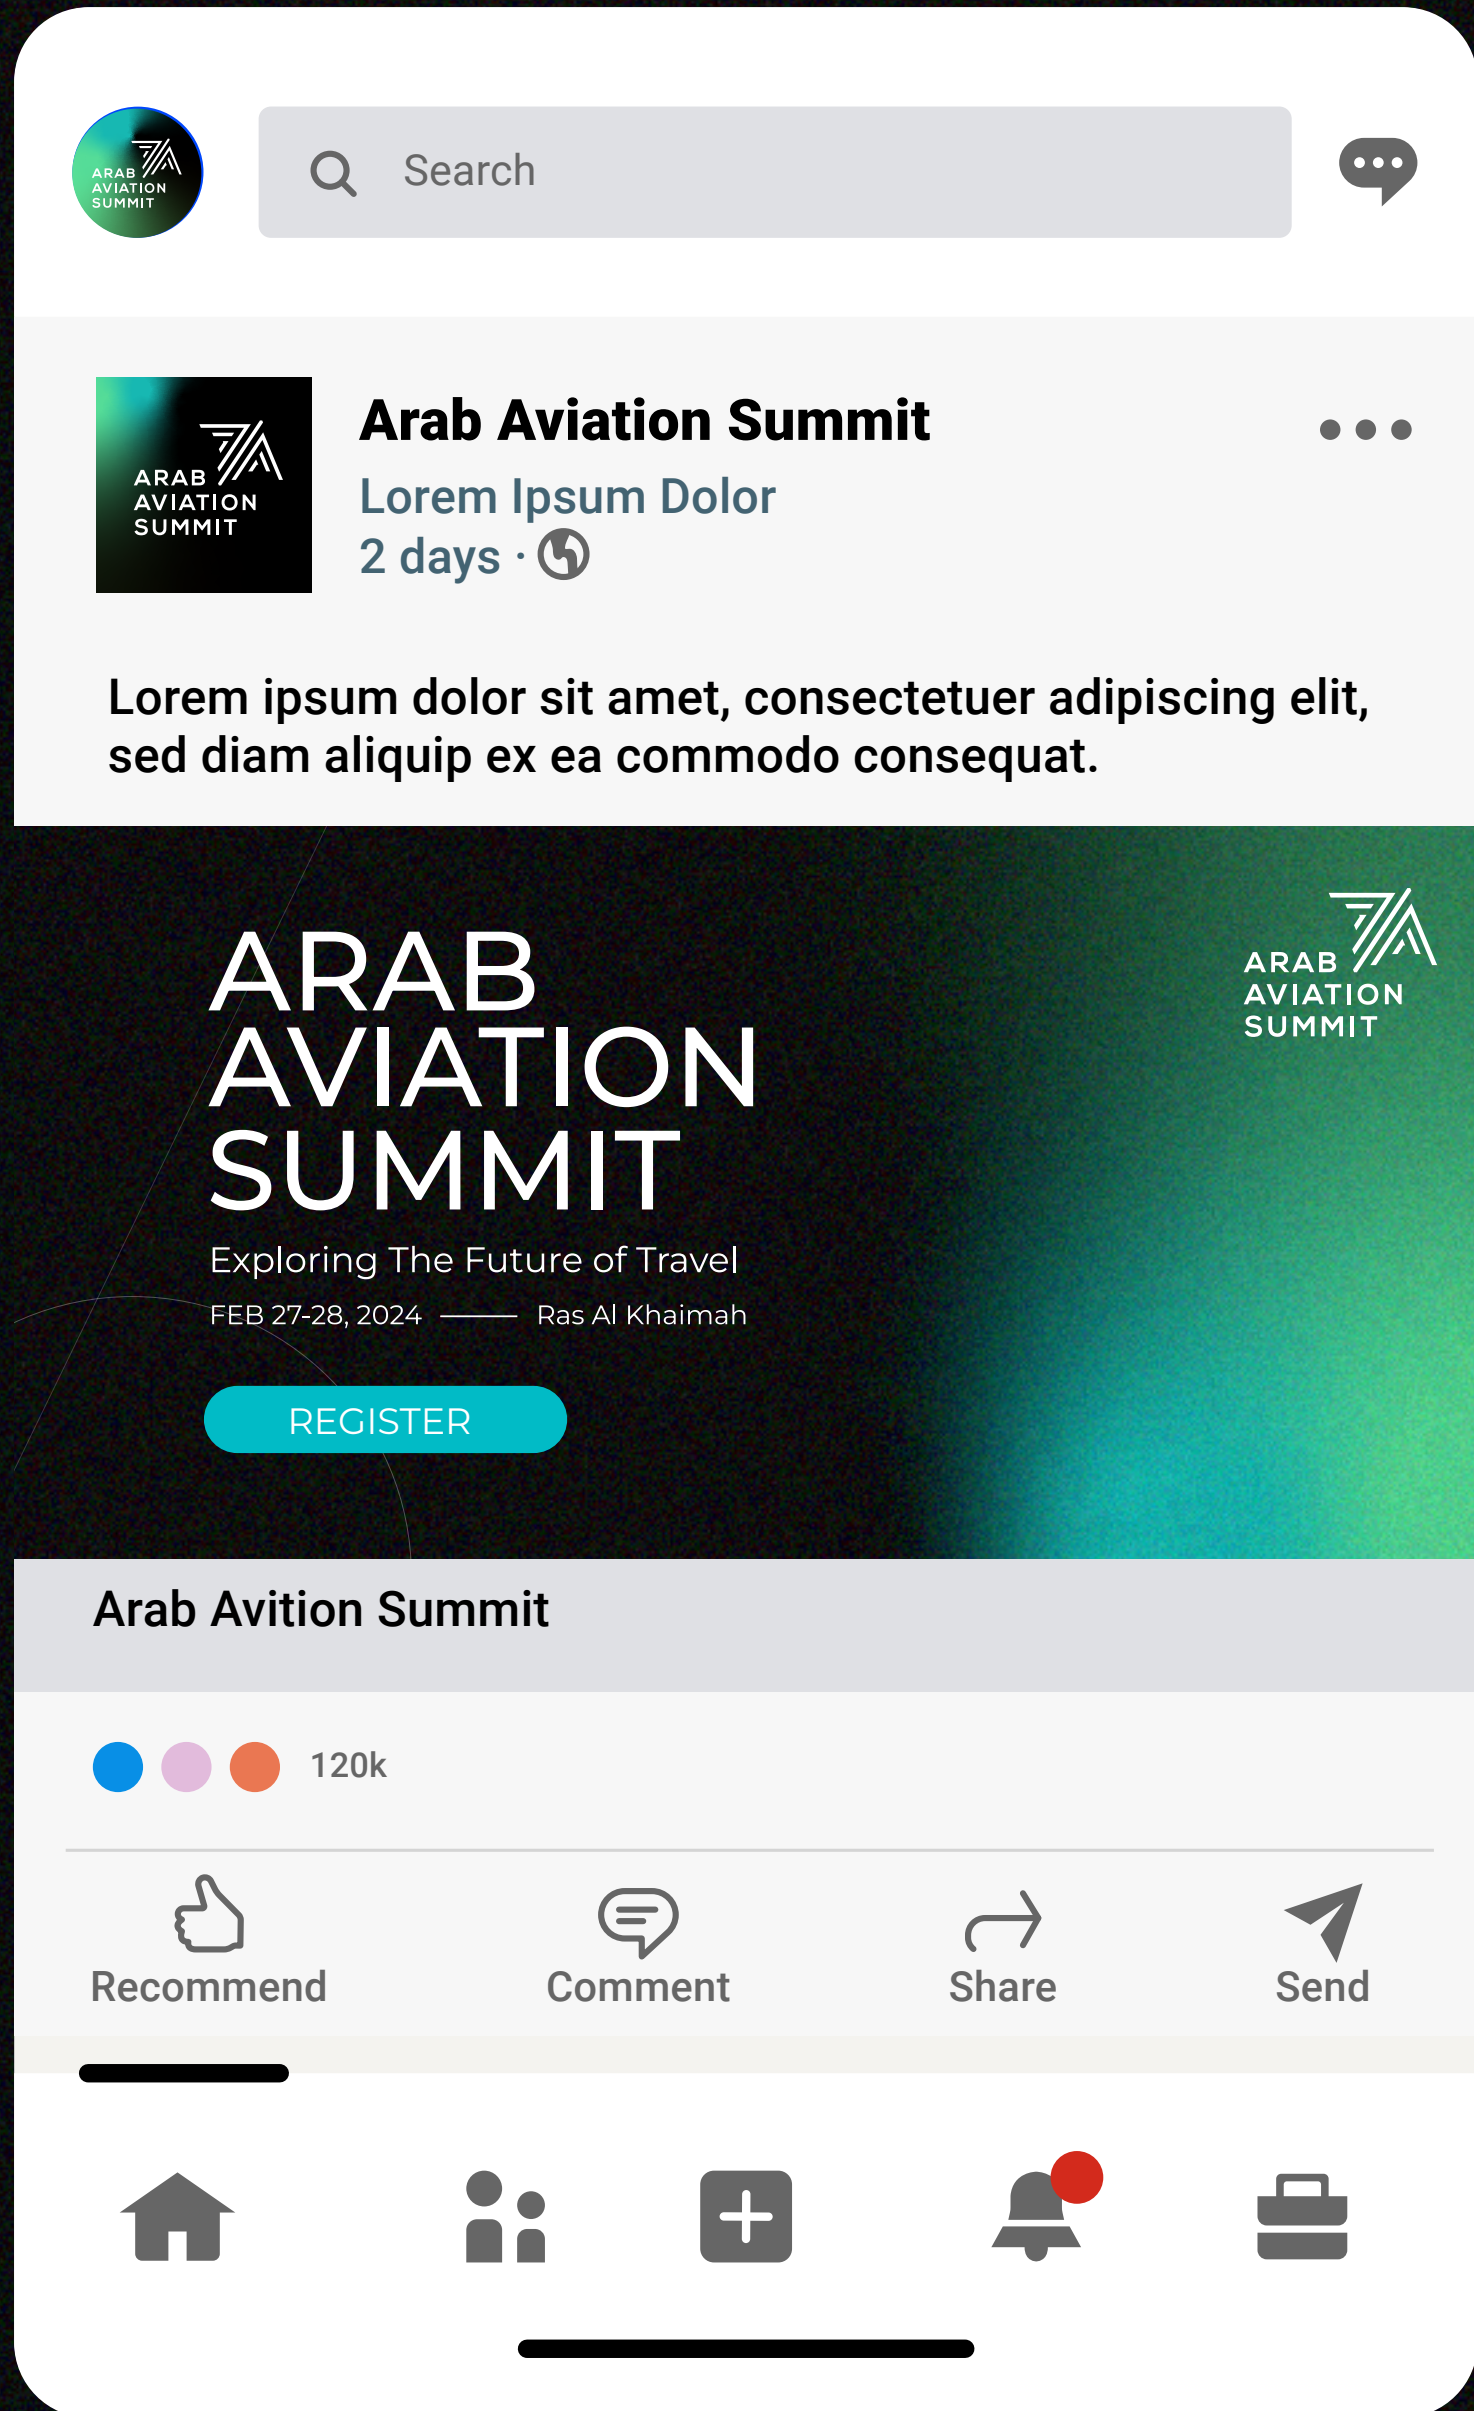 ARAB
AVIATION
SUMMIT
Search
ARAB
AVIATION
SUMMIT
Arab Aviation Summit
Lorem Ipsum Dolor
2 days ·
Lorem ipsum dolor sit amet, consectetuer adipiscing elit,
sed diam aliquip ex ea commodo consequat.
ARAB
AVIATION
SUMMIT
Exploring The Future of Travel
FEB 27-28, 2024 —— Ras Al Khaimah
REGISTER
ARAB
AVIATION
SUMMIT
Arab Avition Summit
120k
Recommend
Comment
Share
Send